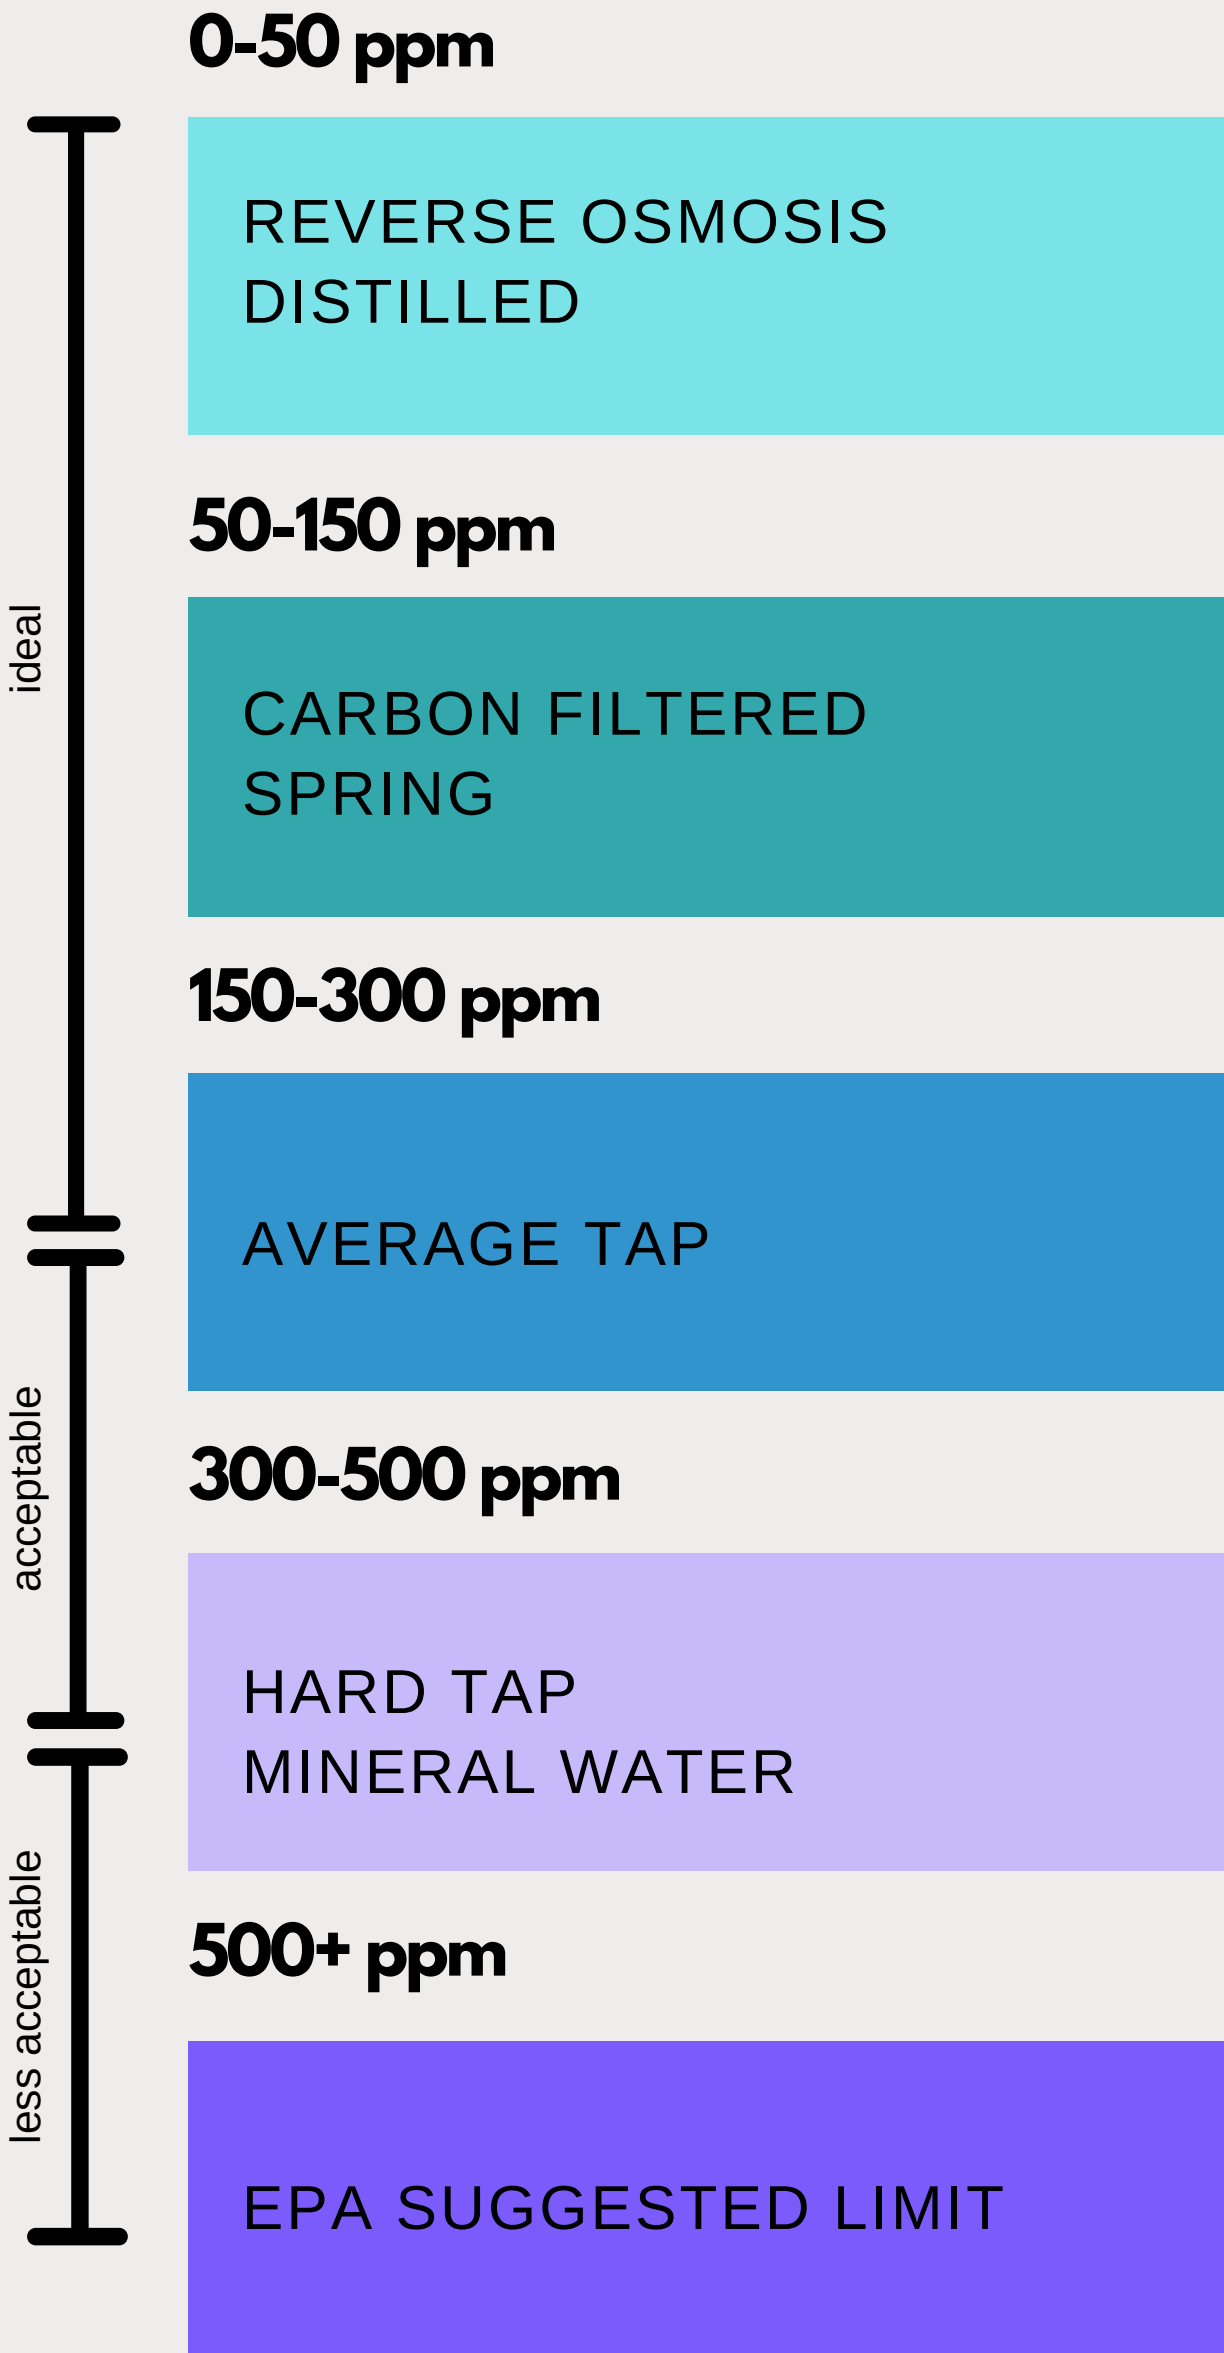 0-50 ppm
REVERSE OSMOSIS
DISTILLED
50-150 ppm
ideal
CARBON FILTERED
SPRING
150-300 ppm
AVERAGE TAP
acceptable
300-500 ppm
HARD TAP
MINERAL WATER
less acceptable
500+ ppm
EPA SUGGESTED LIMIT